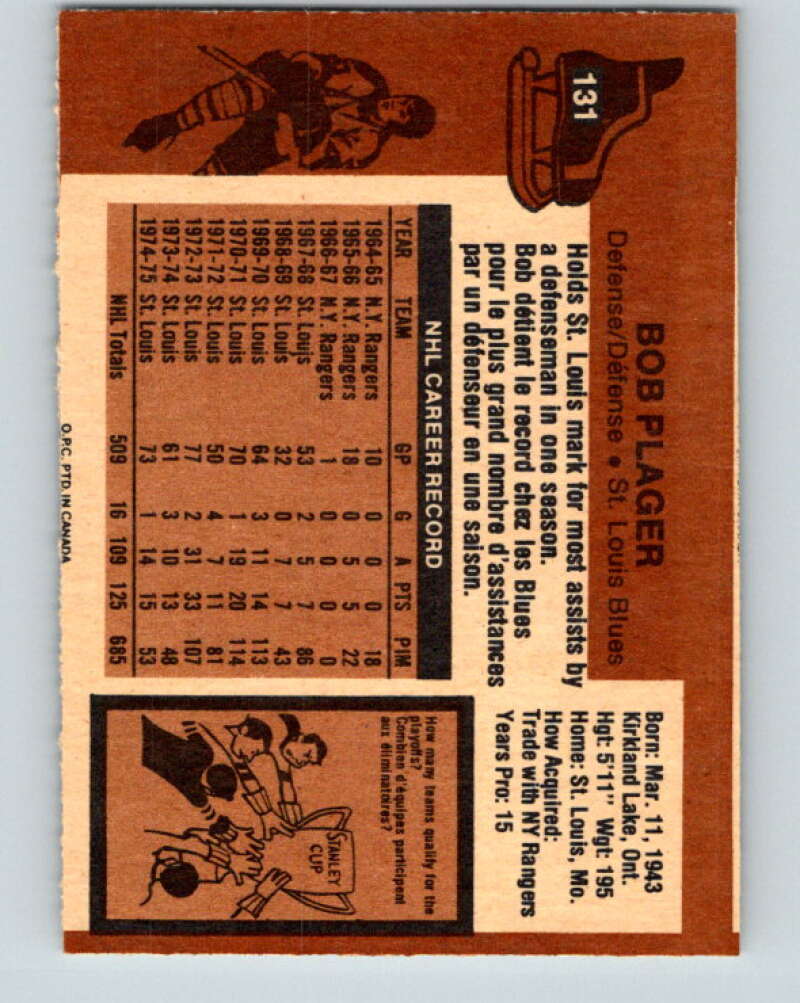 131
BOB PLAGER
Defense/Défense • St. Louis Blues
Born: Mar. 11, 1943
Kirkland Lake, Ont.
Hgt: 5'11" Wgt: 195
Home: St. Louis, Mo.
How Acquired:
Trade with NY Rangers
Years Pro: 15
Holds St. Louis mark for most assists by
a defenseman in one season.
Bob détient le record chez les Blues
pour le plus grand nombre d'assistances
par un défenseur en une saison.
NHL CAREER RECORD
YEAR TEAM GP G A PTS PIM
1964-65 N.Y. Rangers 10 0 0 0 18
1965-66 N.Y. Rangers 18 0 5 5 22
1966-67 N.Y. Rangers 1 0 0 0 0
1967-68 St. Louis 53 2 5 7 86
1968-69 St. Louis 32 0 7 7 43
1969-70 St. Louis 64 3 11 14 113
1970-71 St. Louis 70 1 19 20 114
1971-72 St. Louis 50 4 7 11 81
1972-73 St. Louis 77 2 31 33 107
1973-74 St. Louis 61 3 10 13 48
1974-75 St. Louis 73 1 14 15 53
NHL Totals 509 16 109 125 685
How many teams qualify for the
playoffs?
Combien d'équipes participent
aux éliminatoires?
STANLEY
CUP
O.P.C. PTD. IN CANADA